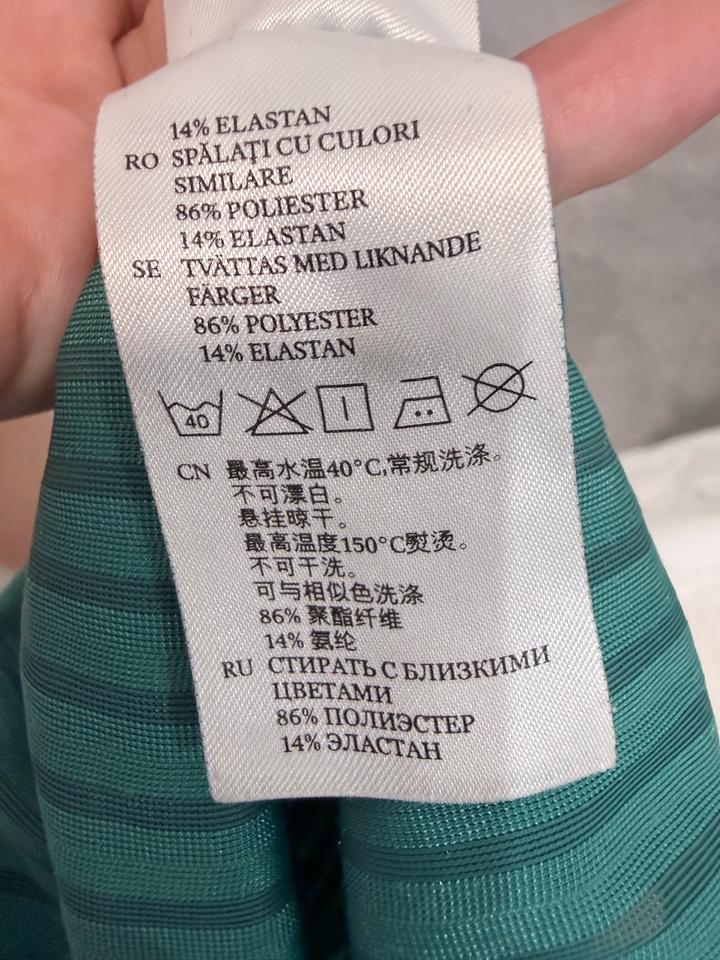 14% ELASTAN
RO SPĂLAȚI CU CULORI
SIMILARE
86% POLIESTER
14% ELASTAN
SE TVÄTTAS MED LIKNANDE
FÄRGER
86% POLYESTER
14% ELASTAN
40
CN 最高水温40°C,常规洗涤。
不可漂白。
悬挂晾干。
最高温度150°C熨烫。
不可干洗。
可与相似色洗涤
86% 聚酯纤维
14% 氨纶
RU СТИРАТЬ С БЛИЗКИМИ
ЦВЕТАМИ
86% ПОЛИЭСТЕР
14% ЭЛАСТАН